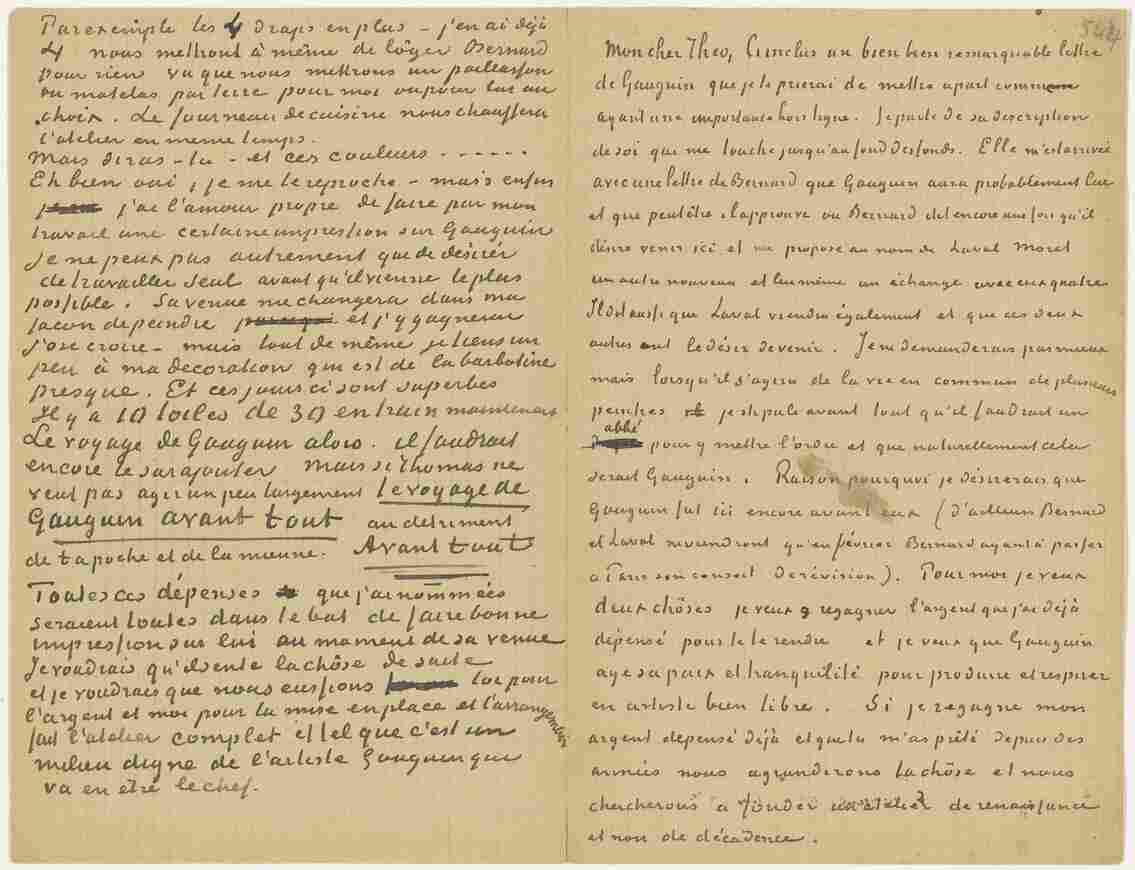 Par exemple les 4 draps en plus – j'en ai déjà
4 nous mettront à même de lôger Bernard
pour rien vu que nous mettrons un paillasson
ou matelas par terre pour moi ou pour lui au
choix. Le fourneau de cuisine nous chauffera
l'atelier en meme temps.
Mais diras-tu – et ces couleurs - - - - -
Eh bien oui, je me le reproche – mais enfin
j'ai l'amour propre de faire par mon
travail une certaine impression sur Gauguin
je ne peux pas autrement que de désirer
de travailler seul avant qu'il vienne le plus
possible. Sa venue me changera dans ma
facon de peindre et j'y gagnerai
j'ose croire – mais tout de même je tiens un
peu à ma decoration qui est de la barbotine
presque. Et ces jours ci sont superbes
Il y a 10 toiles de 30 en train maintenant
Le voyage de Gauguin alors. il faudrait
encore le surajouter Mais si Thomas ne
veut pas agir un peu largement le voyage de
Gauguin avant tout au detriment
de ta poche et de la mienne. Avant tout
Toutes ces dépenses que j'ai nommées
seraient toutes dans le but de faire bonne
impression sur lui au moment de sa venue
Je voudrais qu'il sente la chôse de suite
et je voudrais que nous eussions toi pour
l'argent et moi pour la mise en place et l'arrangement
fait l'atelier complet et tel que c'est un
milieu digne de l'artiste Gauguin qui
va en être le chef.
544
Mon cher Theo, Ci inclus un bien bien remarquable lettre
de Gauguin que je te prierai de mettre apart comme
ayant une importance hors ligne. Je parle de sa description
de soi qui me touche jusqu'au fond des fonds. Elle m'est arrivée
avec une lettre de Bernard que Gauguin aura probablement lue
et que peut être il approuve ou Bernard dit encore une fois qu'il
désire venir ici et me propose au nom de Laval Moret
un autre nouveau et lui même un échange avec eux quatre
Il dit aussi que Laval viendra également et que ces deux
autres ont le désir de venir. Je ne demanderais pas mieux
mais lorsqu'il s'agira de la vie en commun de plusieurs
peintres je stipule avant tout qu'il faudrait un
abbé
pour y mettre l'ordre et que naturellement cela
serait Gauguin. Raison pourquoi je désirerais que
Gauguin fut ici encore avant eux (d'ailleurs Bernard
et Laval ne viendront qu'en février Bernard ayant à passer
a Paris son conseil de révision). Pour moi je veux
deux chôses je veux regagner l'argent que j'ai déjà
dépensé pour te le rendre et je veux que Gauguin
aye sa paix et tranquilité pour produire et respirer
en artiste bien libre. Si je regagne mon
argent dépensé déjà et que tu m'as prêté depuis des
années nous agrandirons la chôse et nous
chercherons a fonder un atelier de renaissance
et non de décadence.